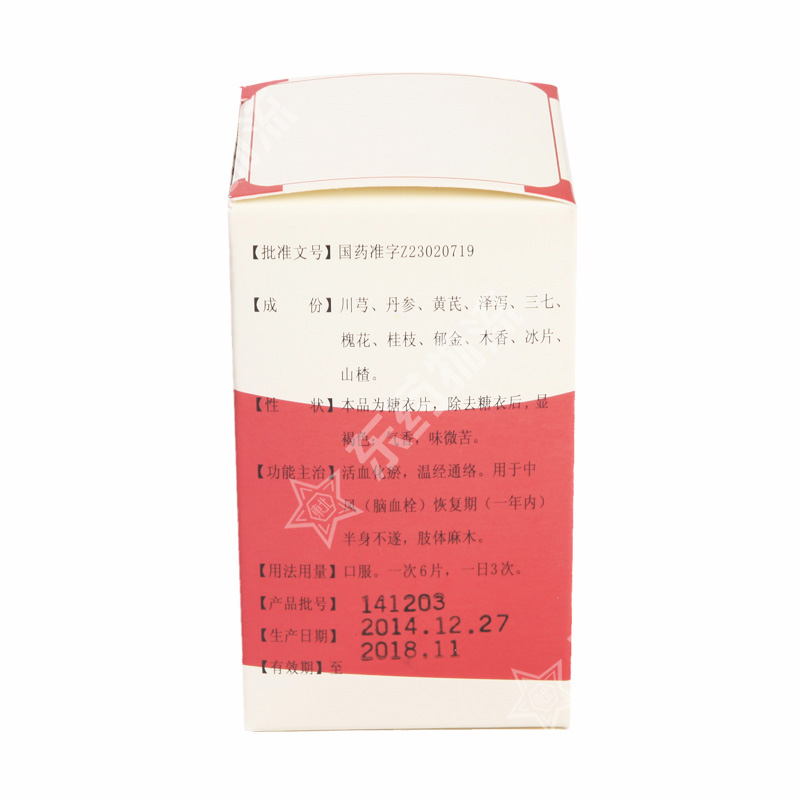 【批准文号】国药准字Z23020719
【成 份】川芎、丹参、黄芪、泽泻、三七、
槐花、桂枝、郁金、木香、冰片、
山楂。
【性 状】本品为糖衣片，除去糖衣后，显
褐色；气香，味微苦。
【功能主治】活血化瘀，温经通络。用于中
风（脑血栓）恢复期（一年内）
半身不遂，肢体麻木。
【用法用量】口服。一次6片，一日3次。
【产品批号】 141203
【生产日期】 2014.12.27
【有效期】至 2018.11
东药物流